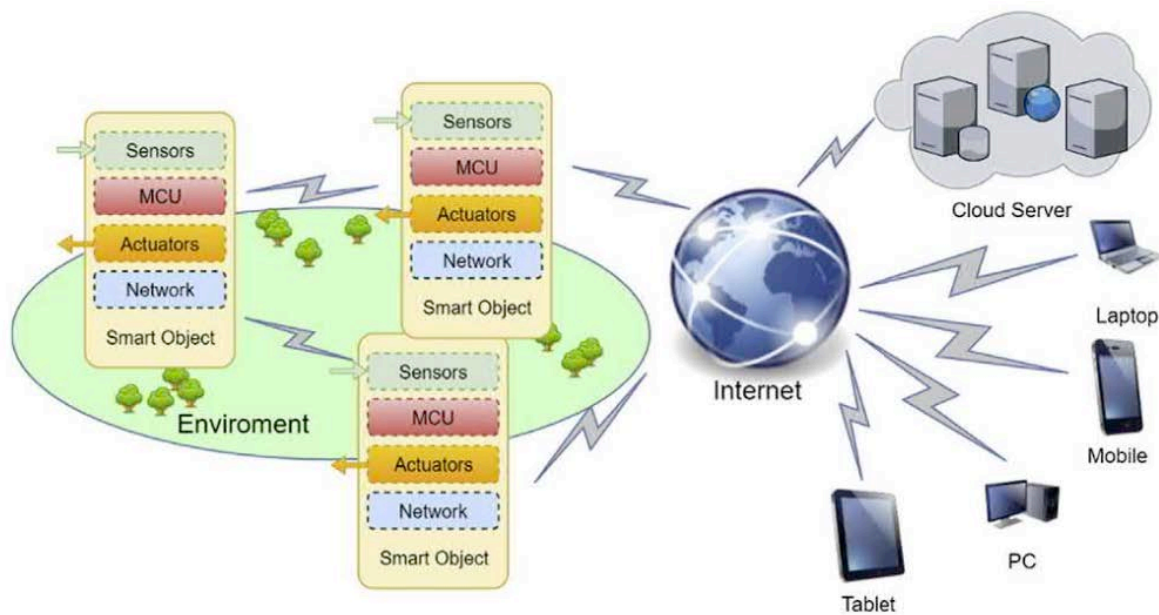 Sensors
MCU
Actuators
Network
Smart Object
Sensors
MCU
Actuators
Network
Smart Object
Sensors
MCU
Actuators
Network
Smart Object
Enviroment
Internet
Cloud Server
Laptop
Mobile
PC
Tablet